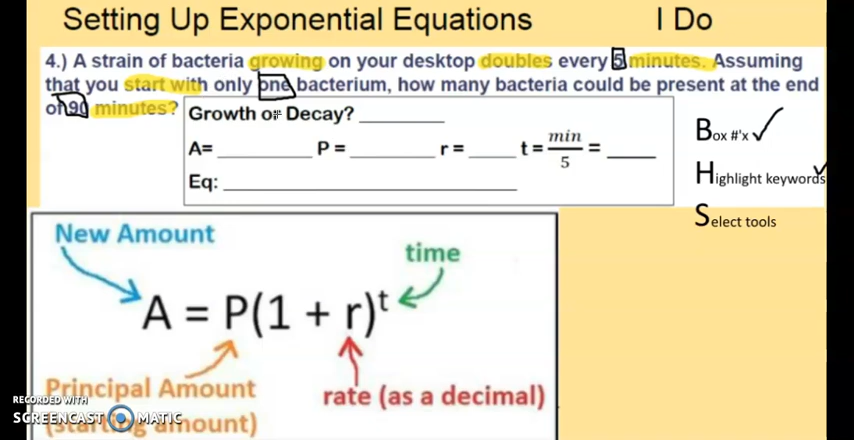 Setting Up Exponential Equations I Do
4.) A strain of bacteria growing on your desktop doubles every 5 minutes. Assuming
that you start with only one bacterium, how many bacteria could be present at the end
of 90 minutes?
Growth or Decay? ________
A= _________ P = ________ r = _____ t = min/5 = _____
Eq: ____________________________
Box #'x ✓
Highlight keywords ✓
Select tools
New Amount
time
A = P(1 + r)^t
Principal Amount
(starting amount)
rate (as a decimal)
RECORDED WITH
SCREENCAST MATIC